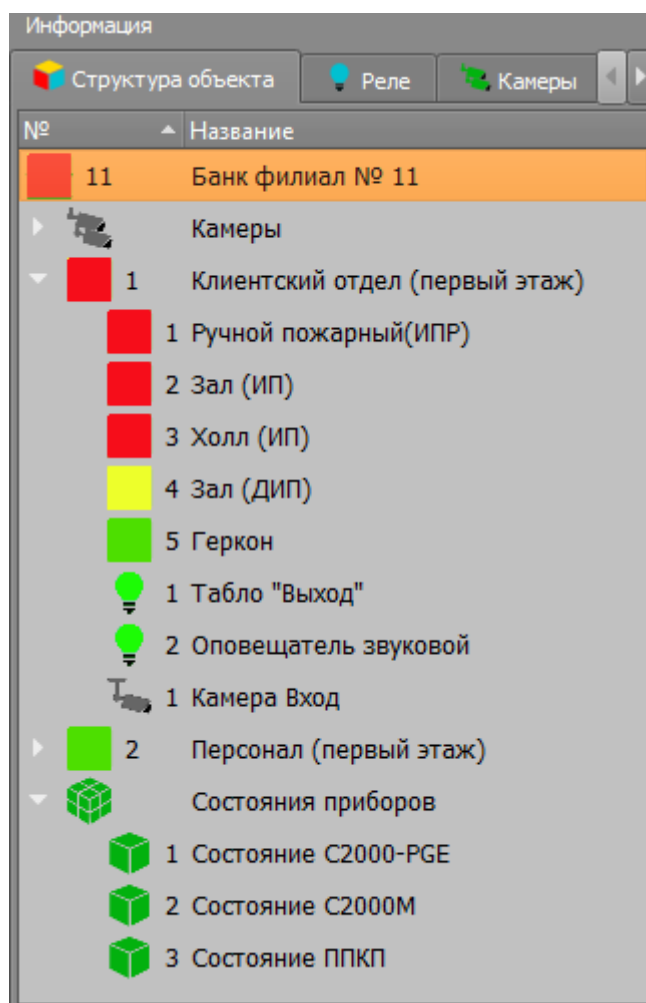 Информация
Структура объекта Реле Камеры
№ Название
11 Банк филиал № 11
Камеры
1 Клиентский отдел (первый этаж)
1 Ручной пожарный(ИПР)
2 Зал (ИП)
3 Холл (ИП)
4 Зал (ДИП)
5 Геркон
1 Табло "Выход"
2 Оповещатель звуковой
1 Камера Вход
2 Персонал (первый этаж)
Состояния приборов
1 Состояние С2000-PGE
2 Состояние С2000М
3 Состояние ППКП